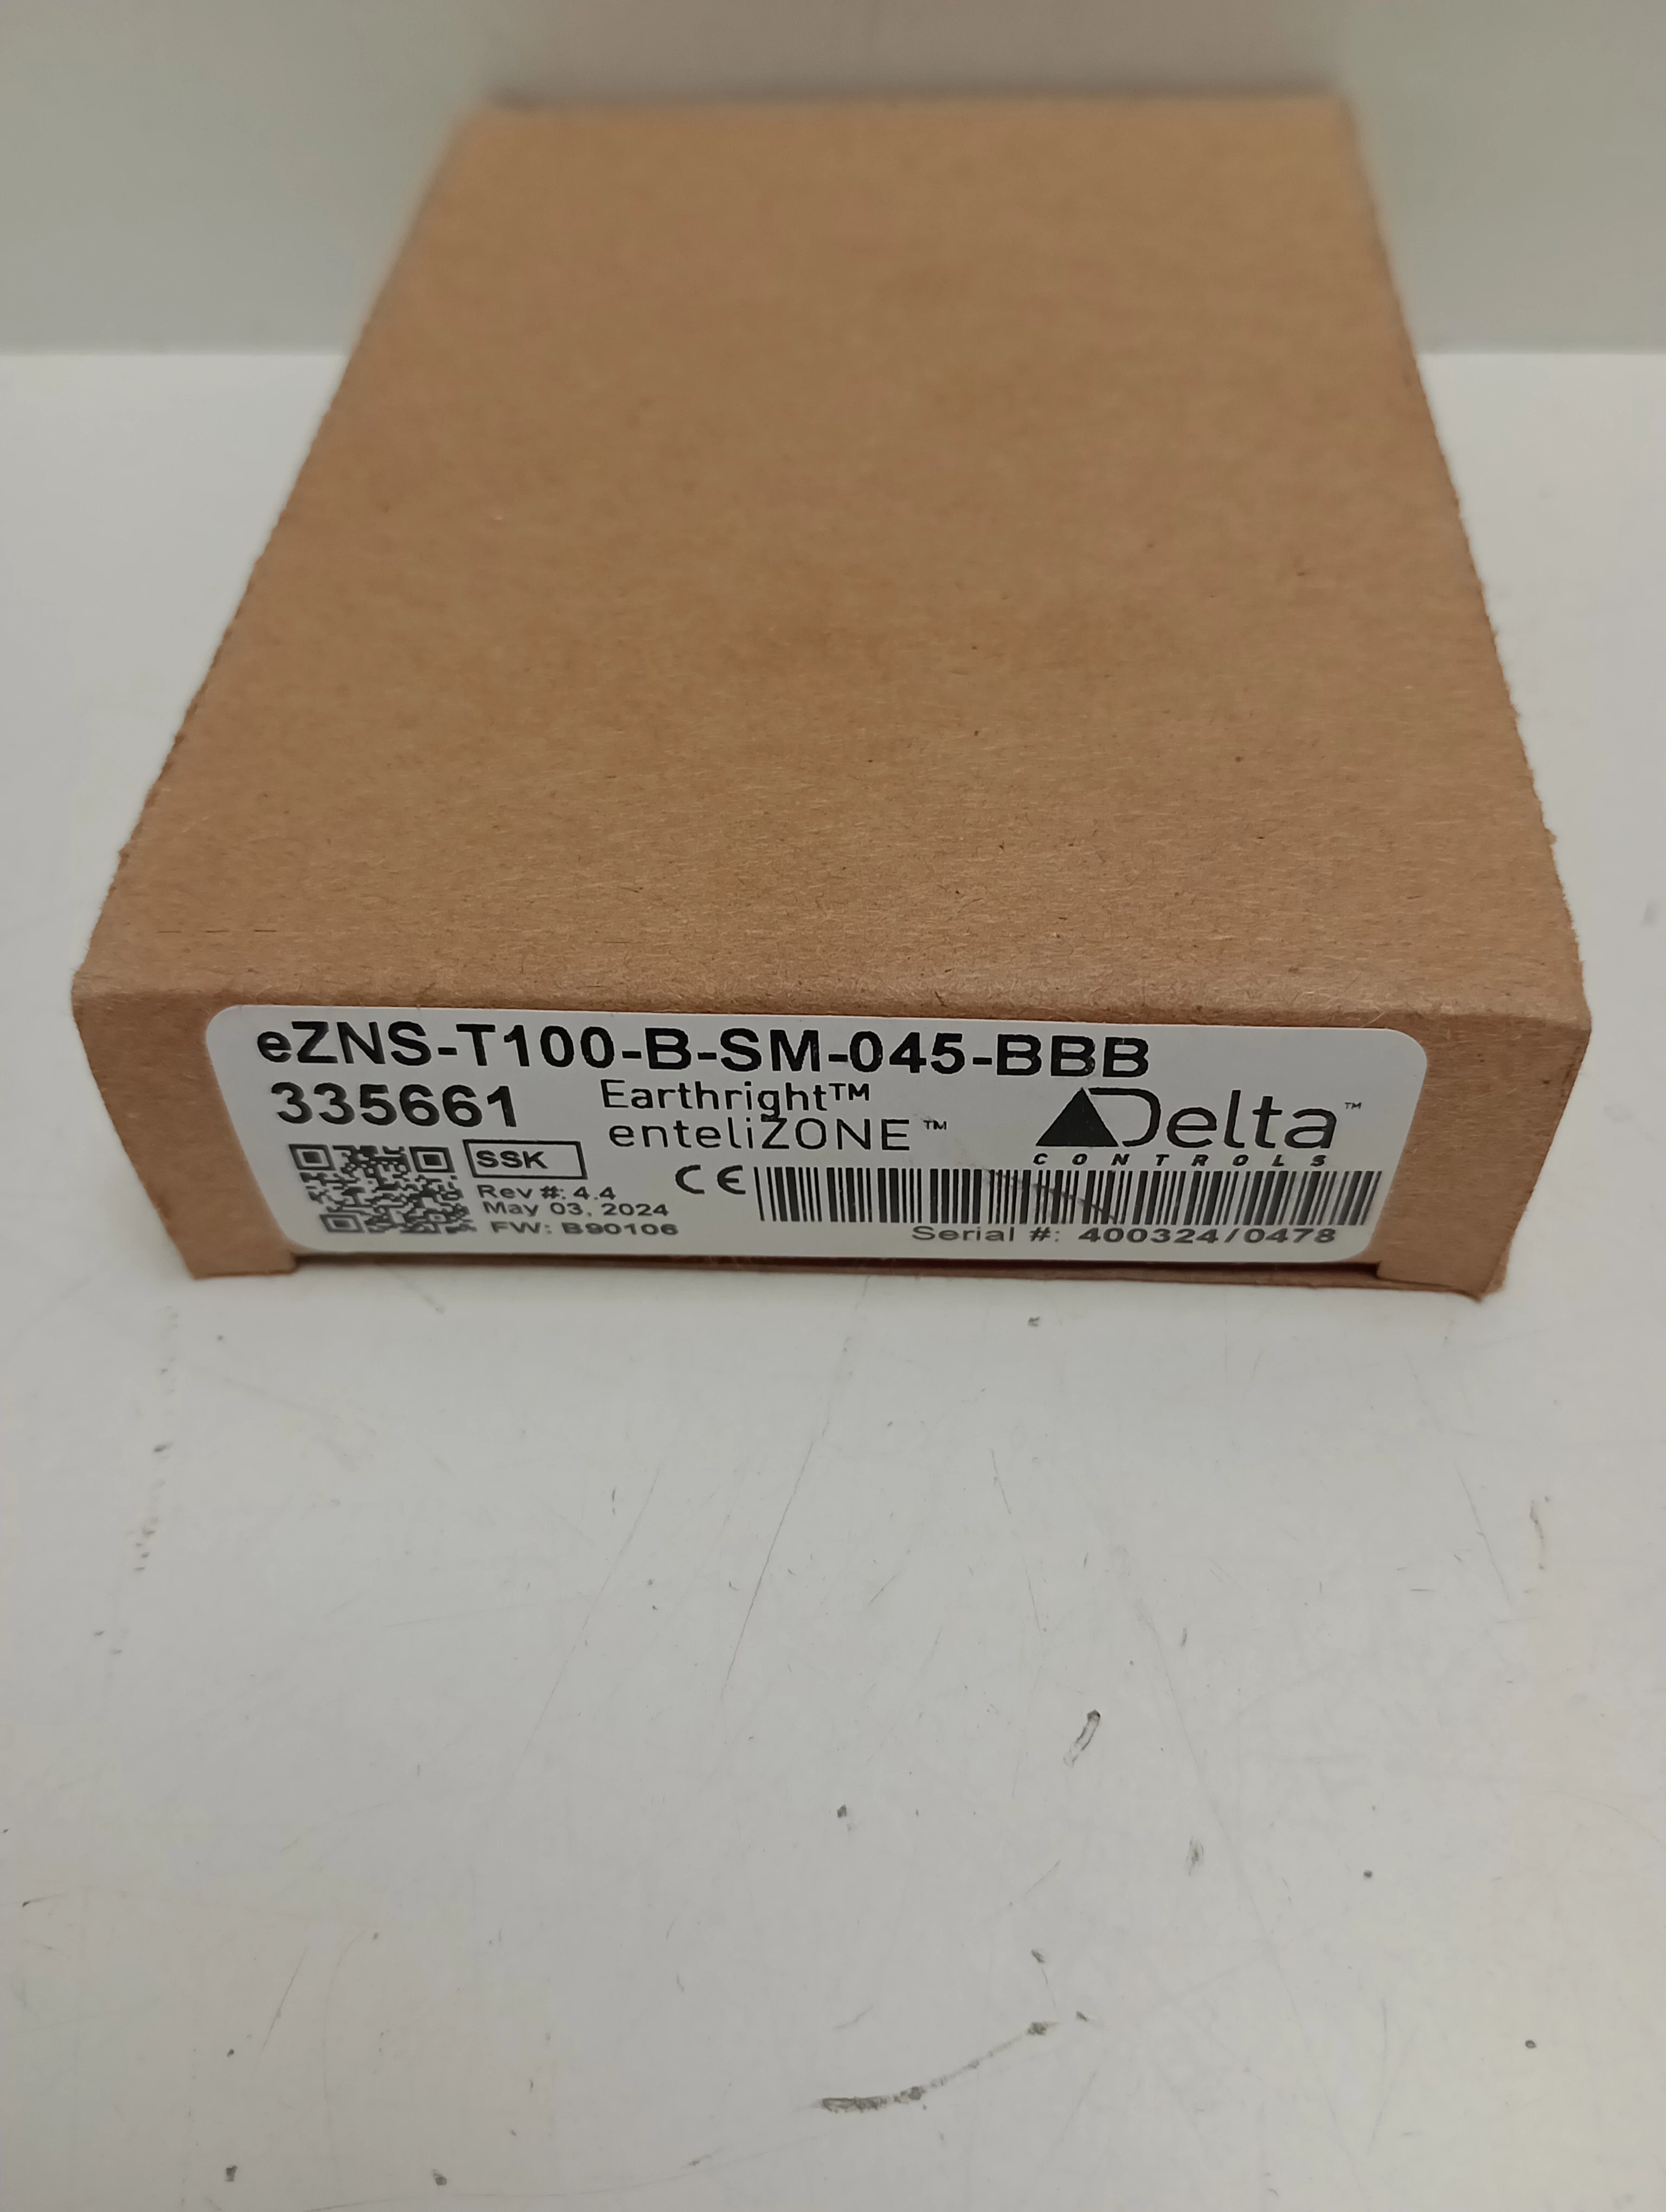 eZNS-T100-B-SM-045-BBB
335661
Earthright™
enteliZONE™
Delta™
CONTROLS
SSK
Rev #: 4.4
May 03, 2024
FW: B90106
CE
Serial #: 400324/0478